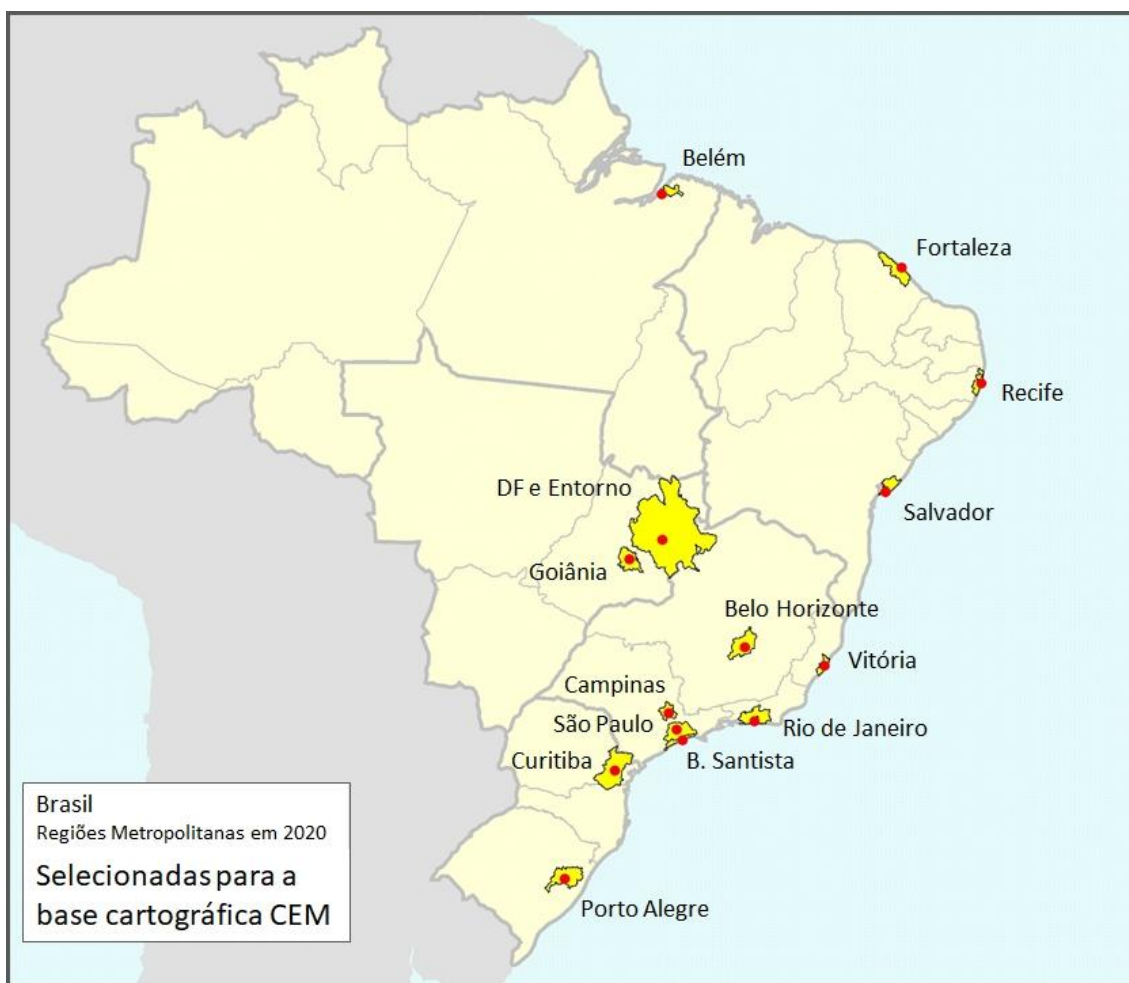 Belém
Fortaleza
Recife
DF e Entorno
Salvador
Goiânia
Belo Horizonte
Vitória
Campinas
São Paulo
Rio de Janeiro
Curitiba
B. Santista
Porto Alegre
Brasil
Regiões Metropolitanas em 2020
Selecionadas para a
base cartográfica CEM